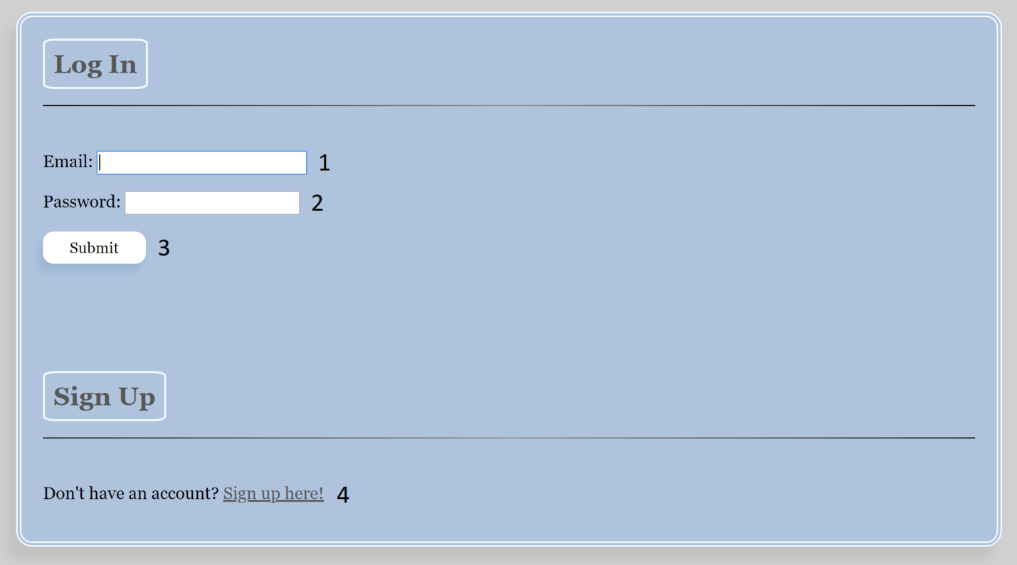 Log In
Email: 1
Password: 2
Submit 3
Sign Up
Don't have an account? Sign up here! 4